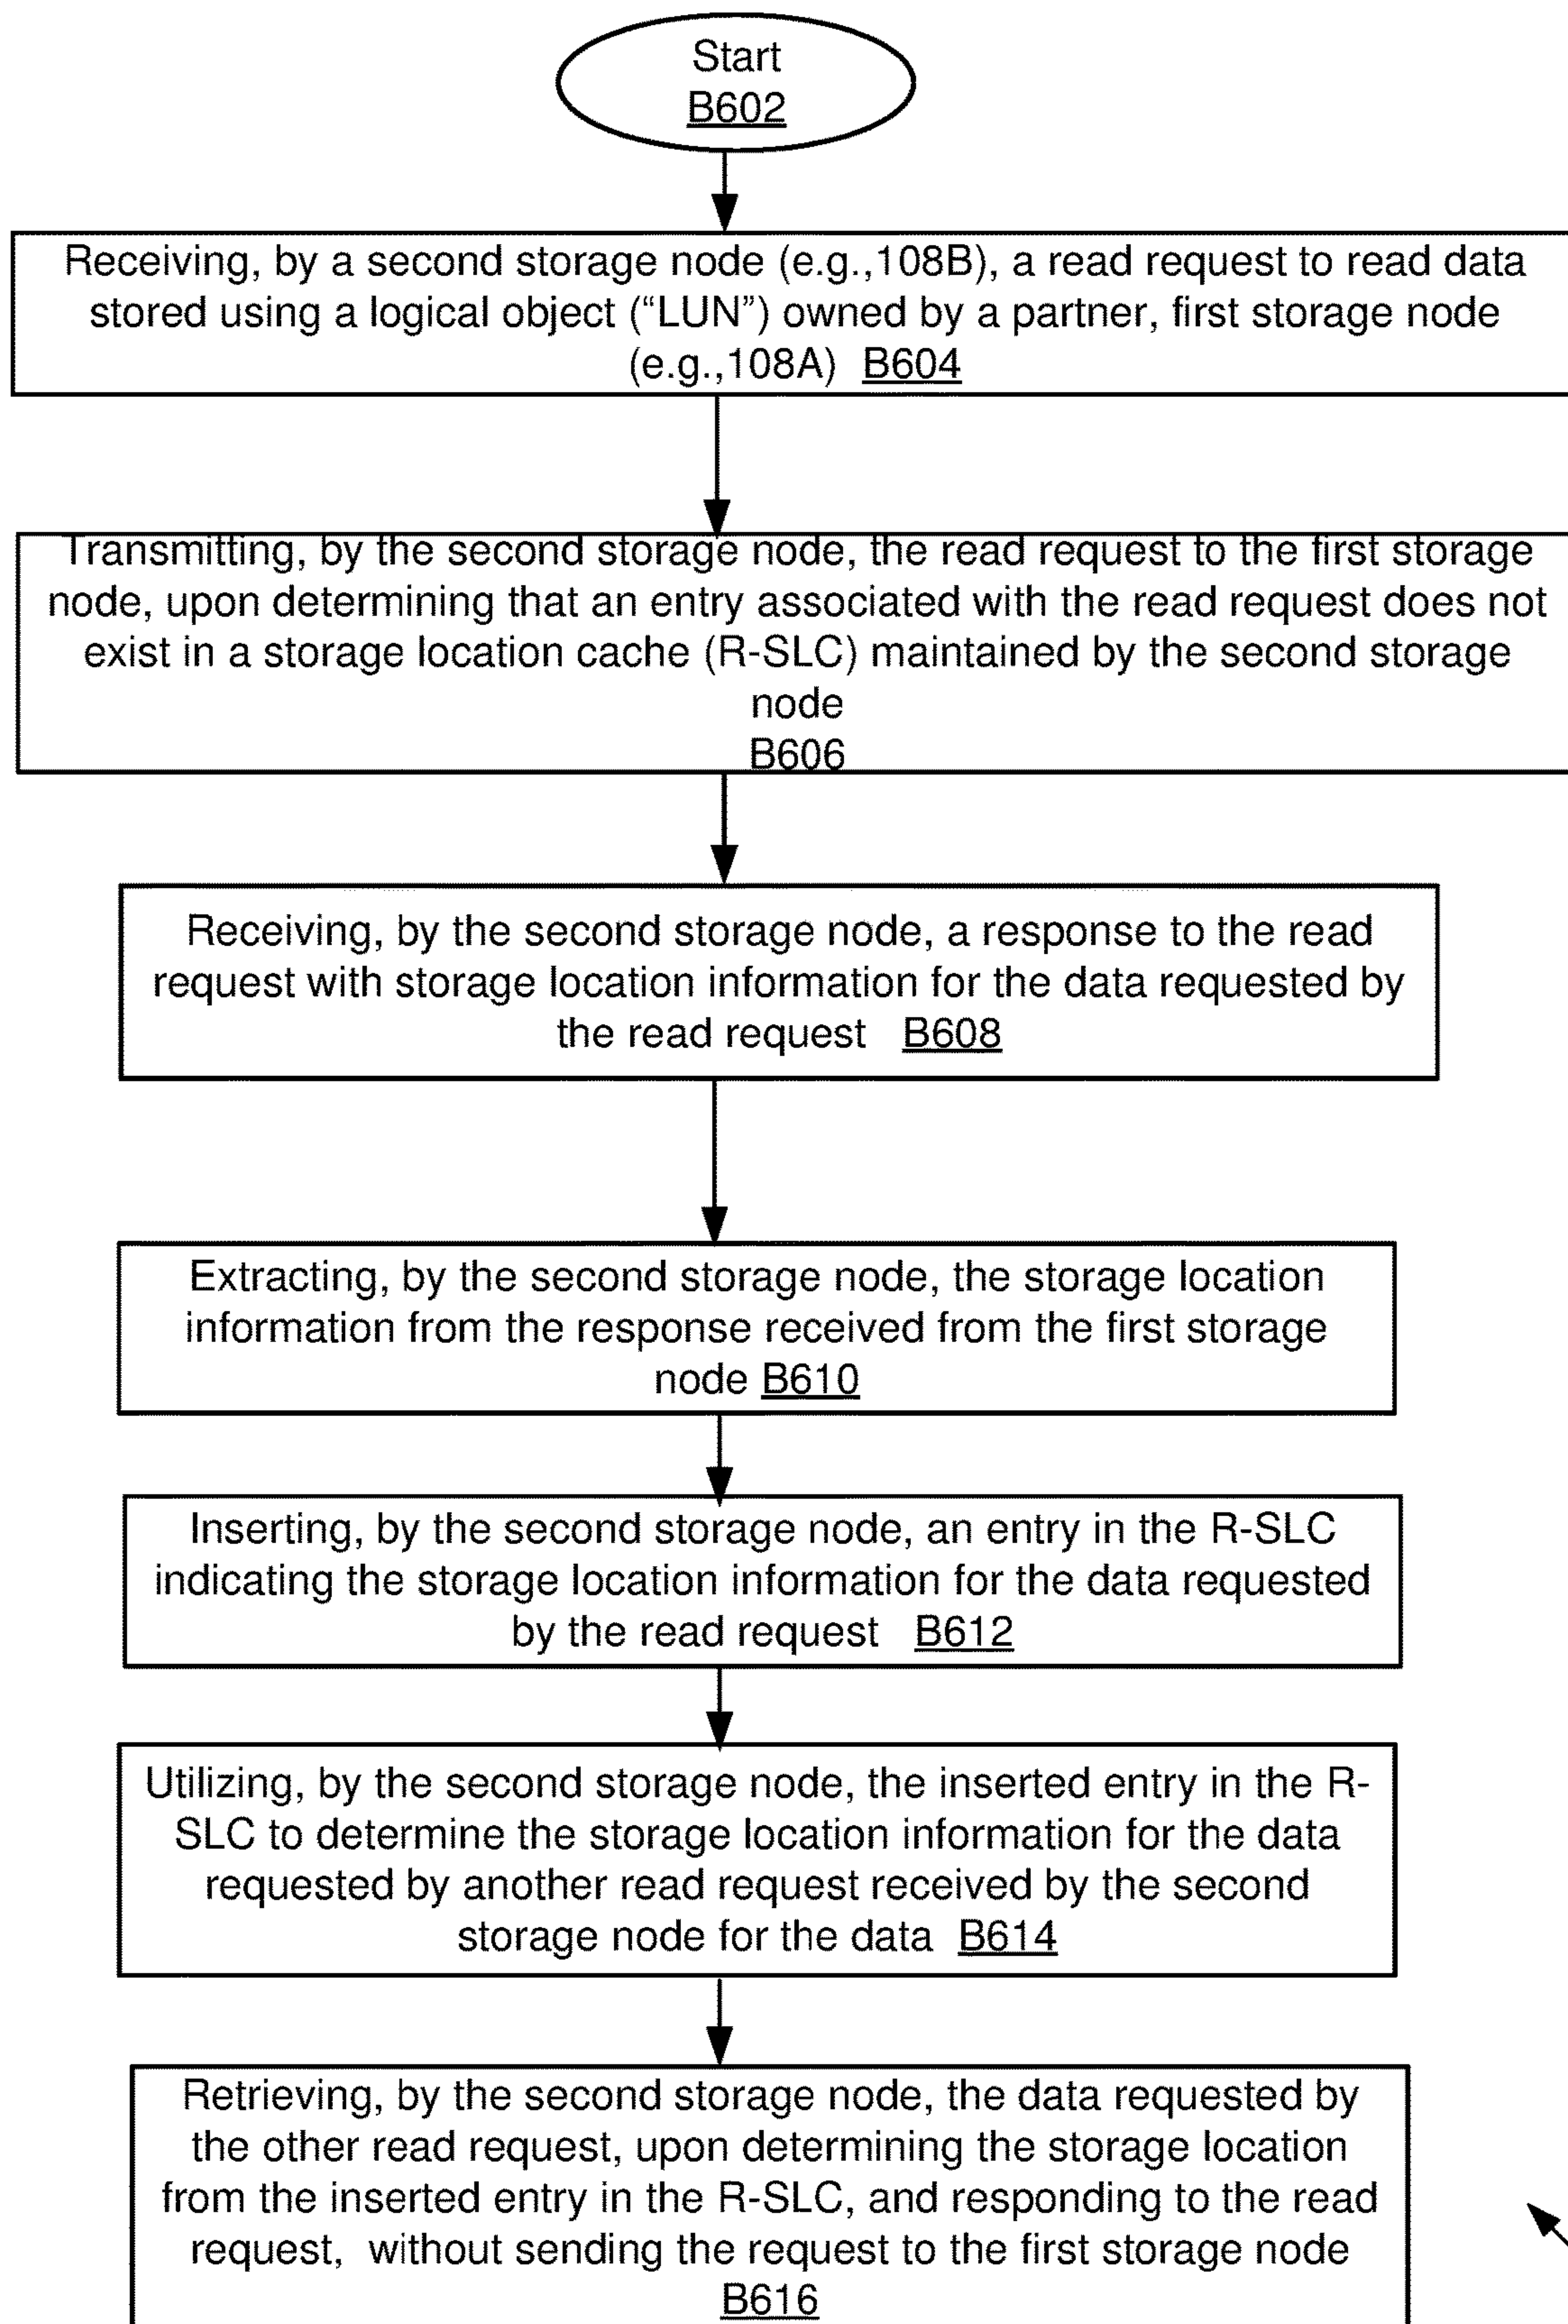 Start
B602
Receiving, by a second storage node (e.g.,108B), a read request to read data
stored using a logical object (“LUN”) owned by a partner, first storage node
(e.g.,108A) B604
Transmitting, by the second storage node, the read request to the first storage
node, upon determining that an entry associated with the read request does not
exist in a storage location cache (R-SLC) maintained by the second storage
node
B606
Receiving, by the second storage node, a response to the read
request with storage location information for the data requested by
the read request B608
Extracting, by the second storage node, the storage location
information from the response received from the first storage
node B610
Inserting, by the second storage node, an entry in the R-SLC
indicating the storage location information for the data requested
by the read request B612
Utilizing, by the second storage node, the inserted entry in the R-
SLC to determine the storage location information for the data
requested by another read request received by the second
storage node for the data B614
Retrieving, by the second storage node, the data requested by
the other read request, upon determining the storage location
from the inserted entry in the R-SLC, and responding to the read
request, without sending the request to the first storage node
B616